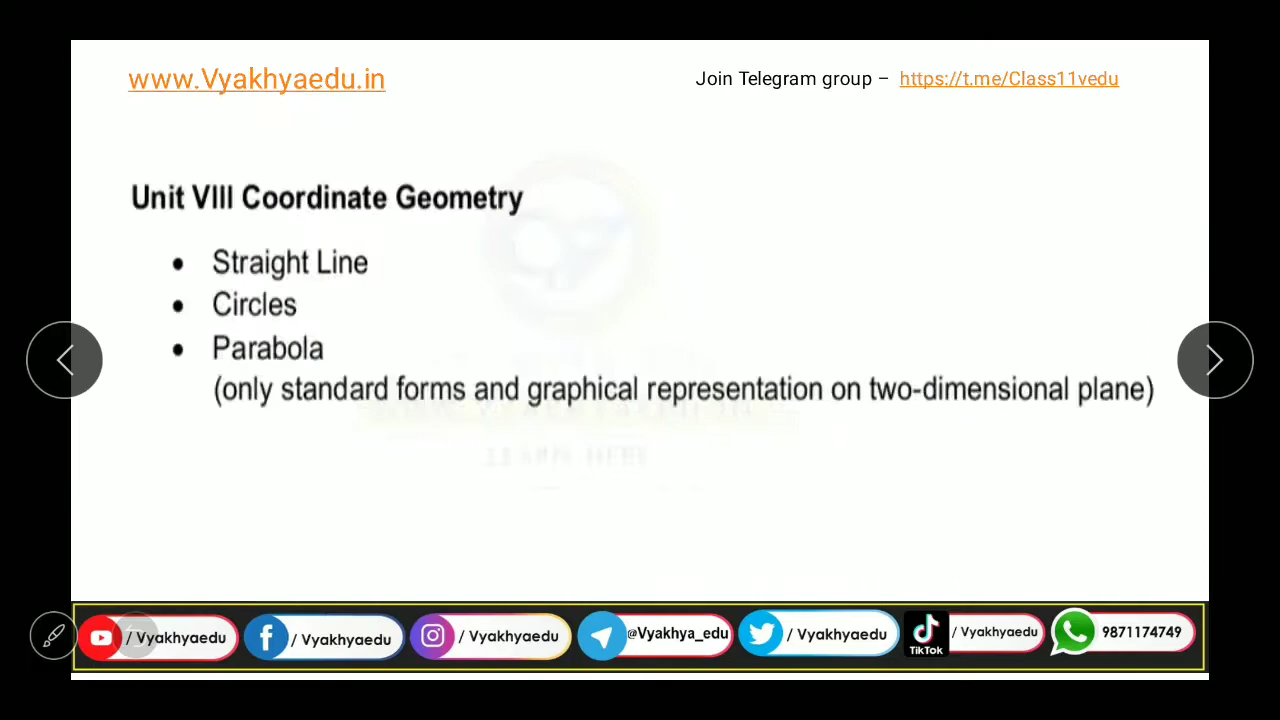 www.Vyakhyaedu.in
Join Telegram group – https://t.me/Class11vedu
Unit VIII Coordinate Geometry
• Straight Line
• Circles
• Parabola
(only standard forms and graphical representation on two-dimensional plane)
/ Vyakhyaedu
/ Vyakhyaedu
/ Vyakhyaedu
@Vyakhya_edu
/ Vyakhyaedu
TikTok
/ Vyakhyaedu
9871174749